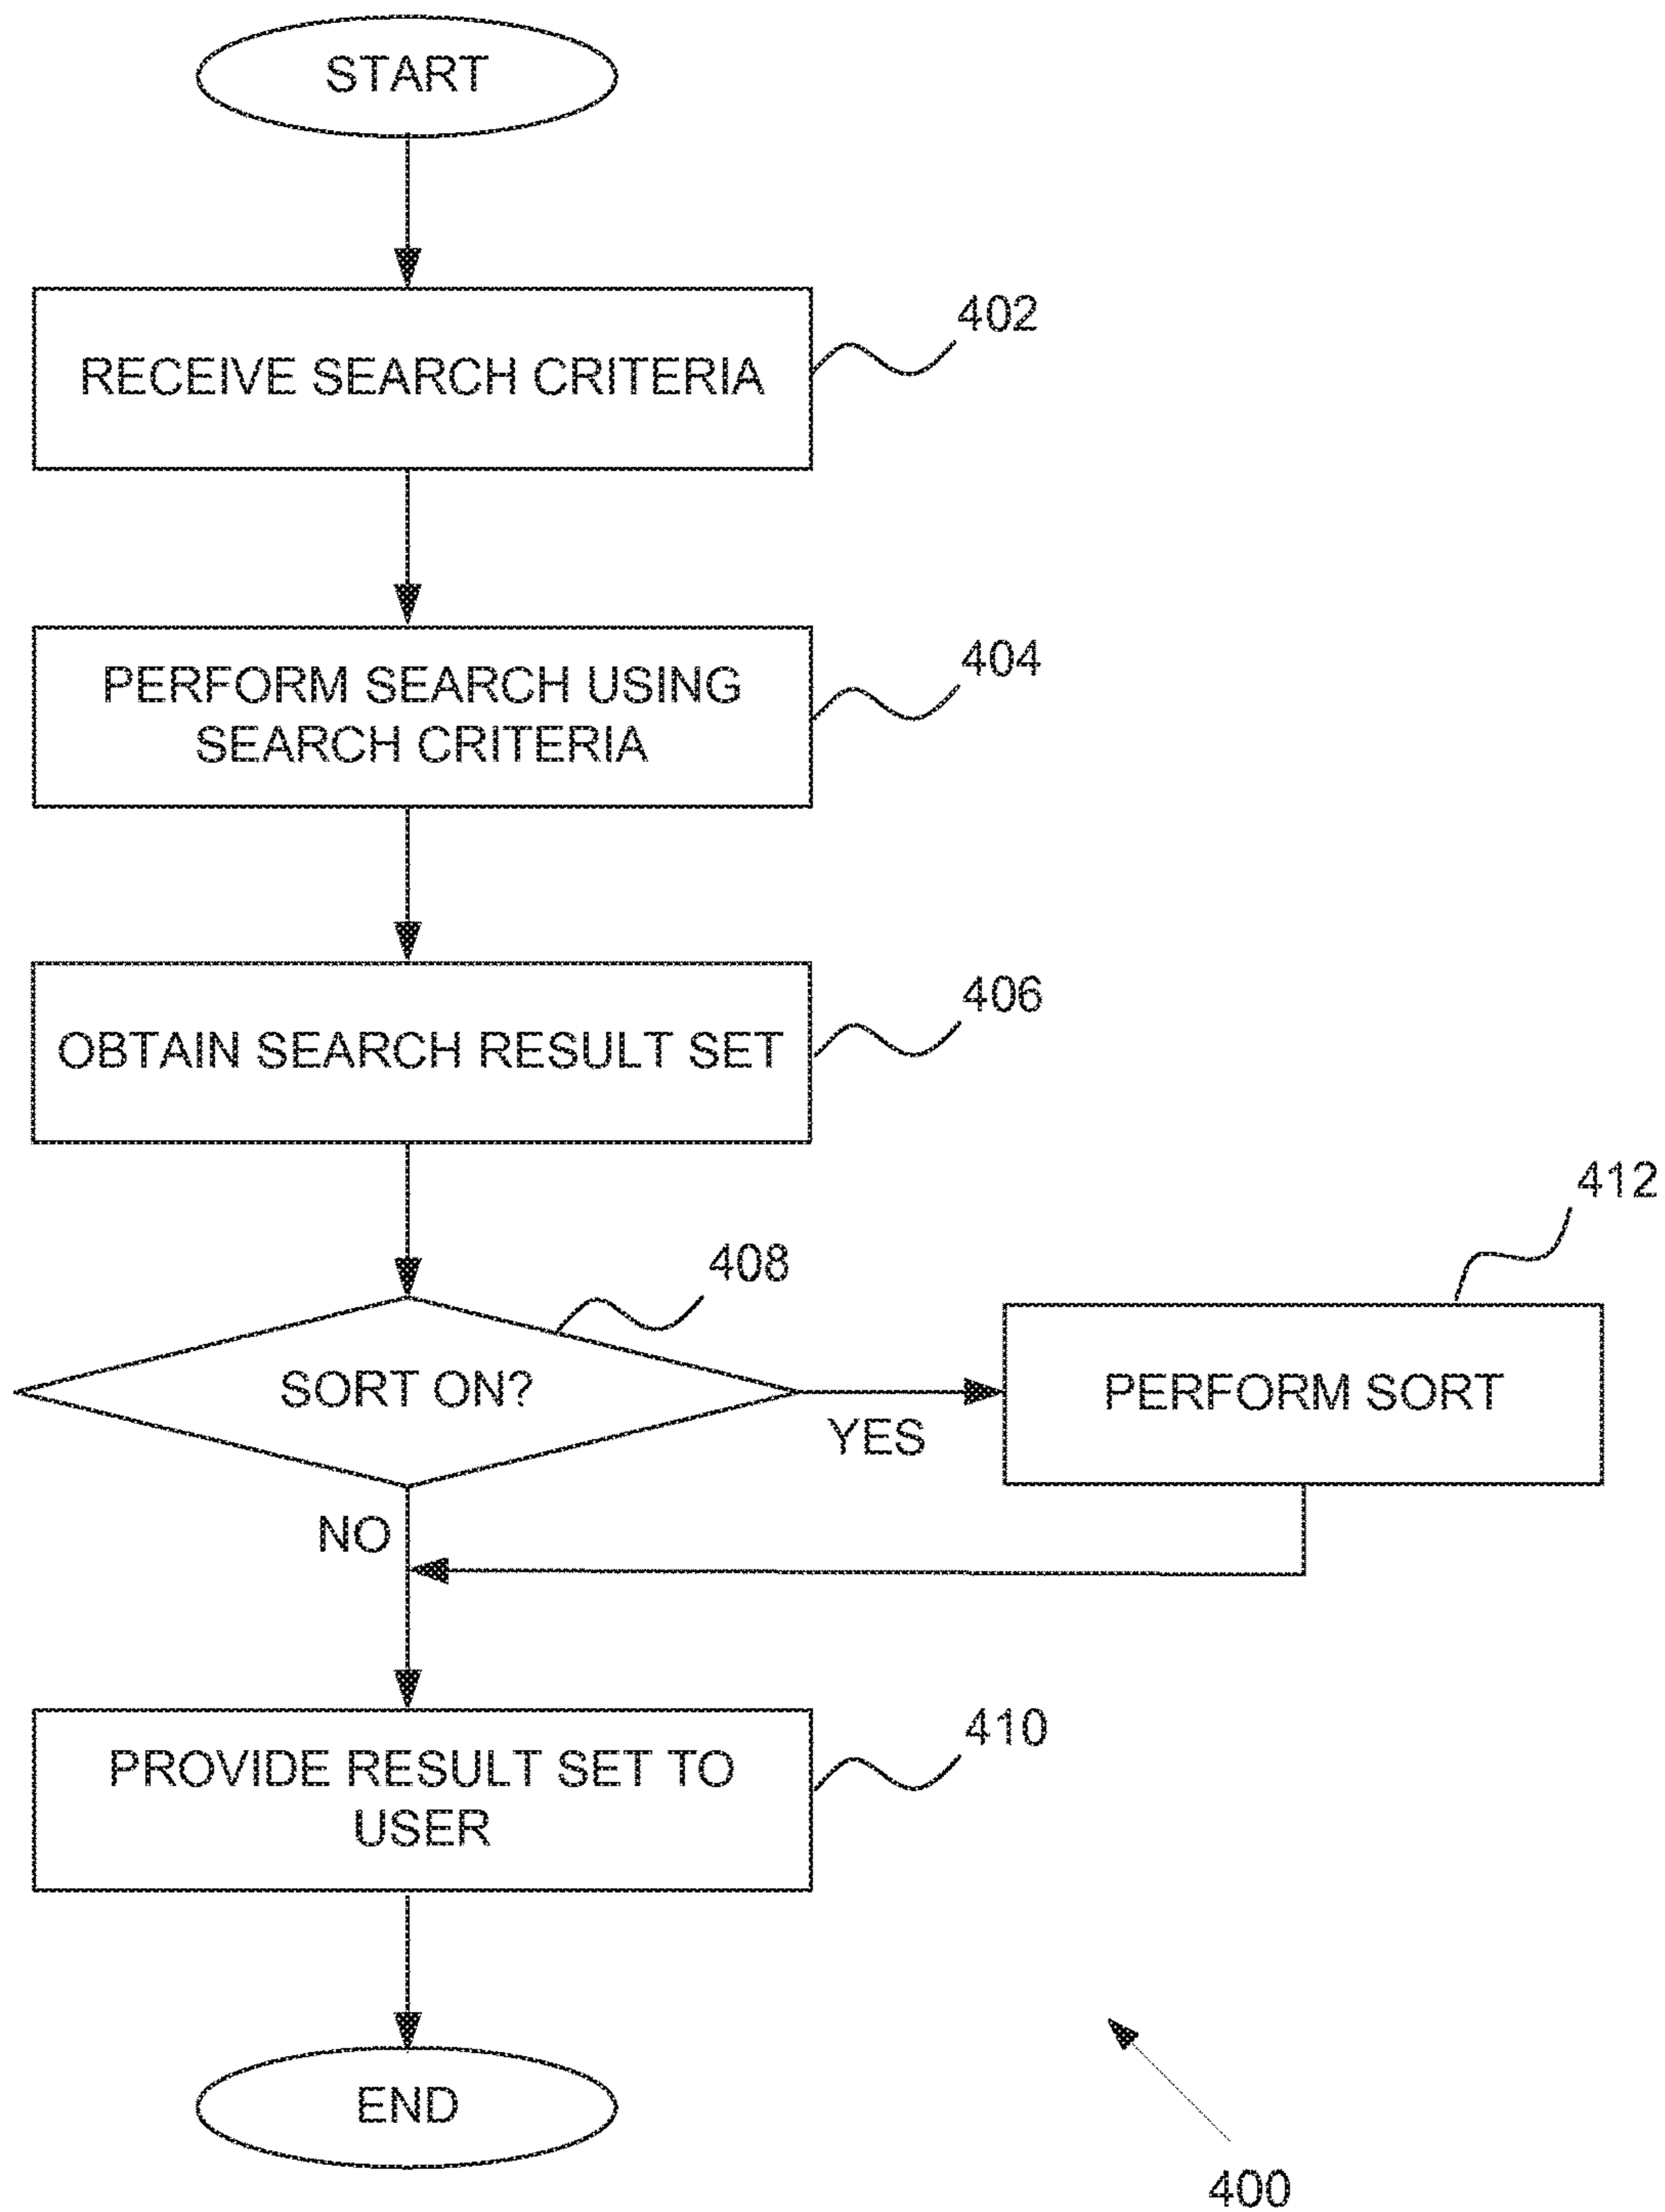 START
RECEIVE SEARCH CRITERIA
402
PERFORM SEARCH USING
SEARCH CRITERIA
404
OBTAIN SEARCH RESULT SET
406
412
408
SORT ON?
YES
PERFORM SORT
NO
PROVIDE RESULT SET TO
USER
410
END
400